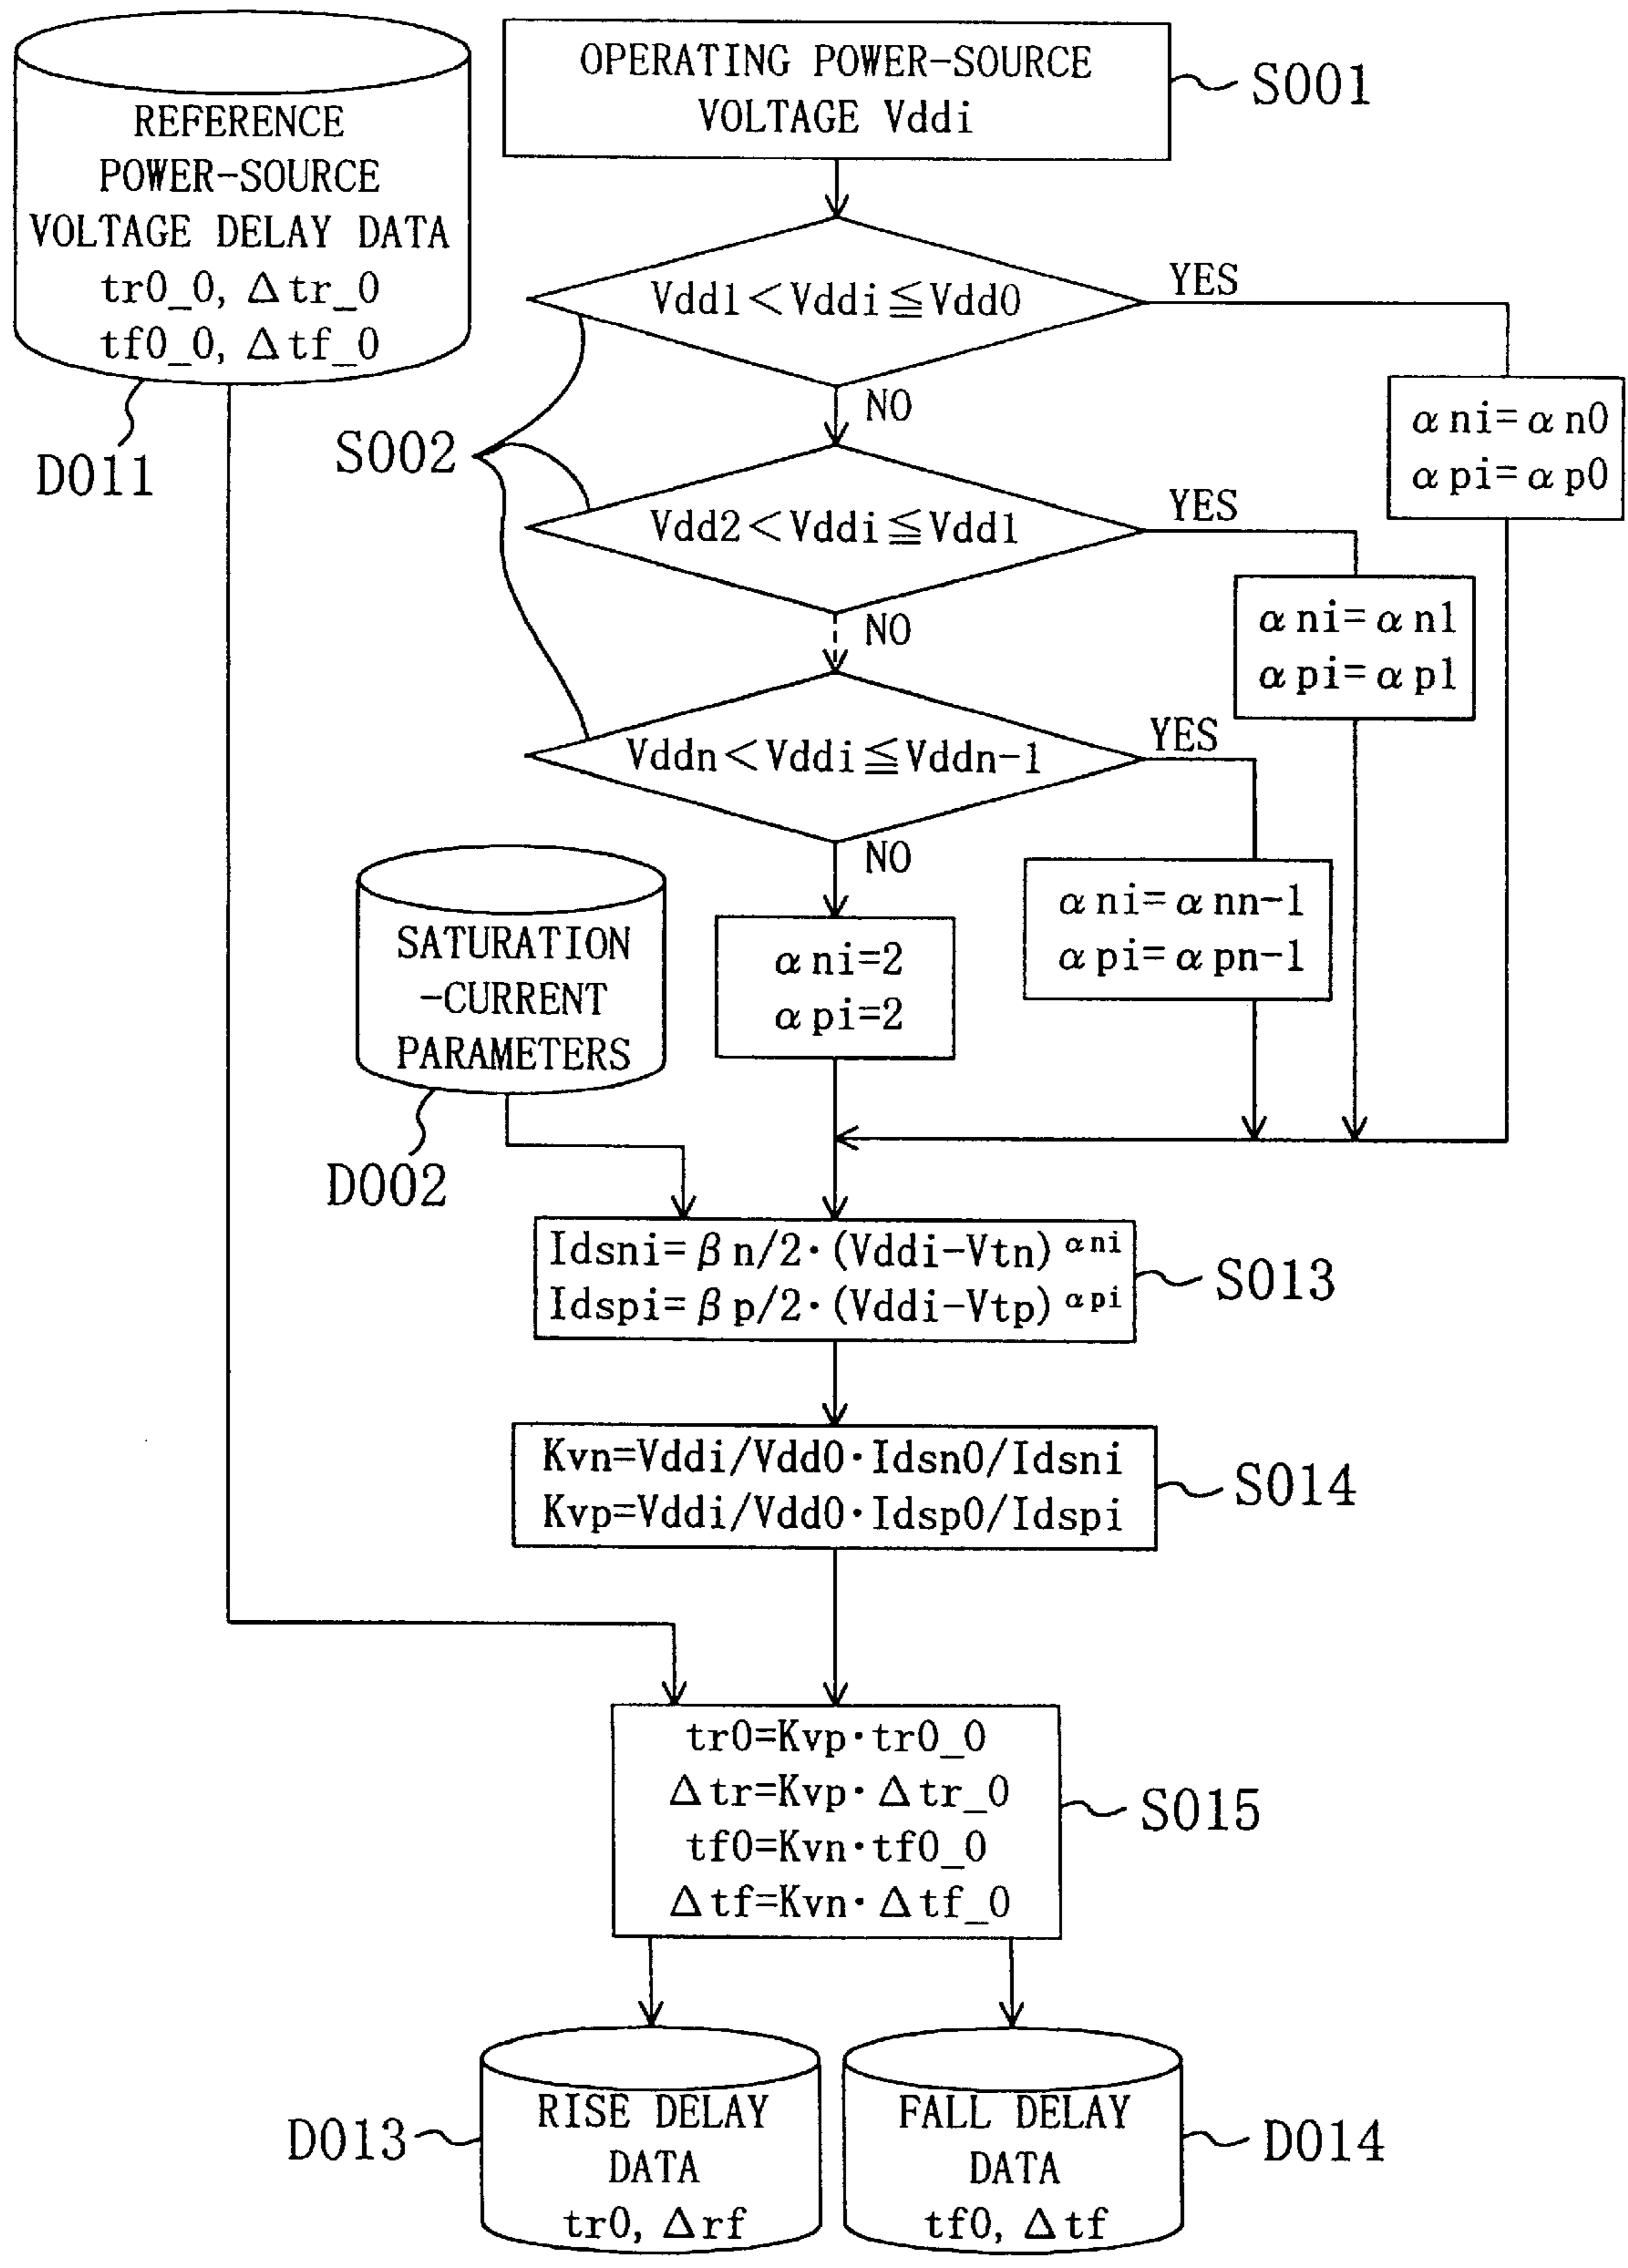 REFERENCE
POWER-SOURCE
VOLTAGE DELAY DATA
tr0_0, Δtr_0
tf0_0, Δtf_0
D011
OPERATING POWER-SOURCE
VOLTAGE Vddi
S001
Vdd1<Vddi≦Vdd0
YES
NO
αni=αn0
αpi=αp0
S002
Vdd2<Vddi≦Vdd1
YES
NO
αni=αn1
αpi=αp1
Vddn<Vddi≦Vddn-1
YES
NO
αni=αnn-1
αpi=αpn-1
αni=2
αpi=2
SATURATION
-CURRENT
PARAMETERS
D002
Idsni=βn/2·(Vddi-Vtn)^αni
Idspi=βp/2·(Vddi-Vtp)^αpi
S013
Kvn=Vddi/Vdd0·Idsn0/Idsni
Kvp=Vddi/Vdd0·Idsp0/Idspi
S014
tr0=Kvp·tr0_0
Δtr=Kvp·Δtr_0
tf0=Kvn·tf0_0
Δtf=Kvn·Δtf_0
S015
RISE DELAY
DATA
tr0, Δrf
D013
FALL DELAY
DATA
tf0, Δtf
D014